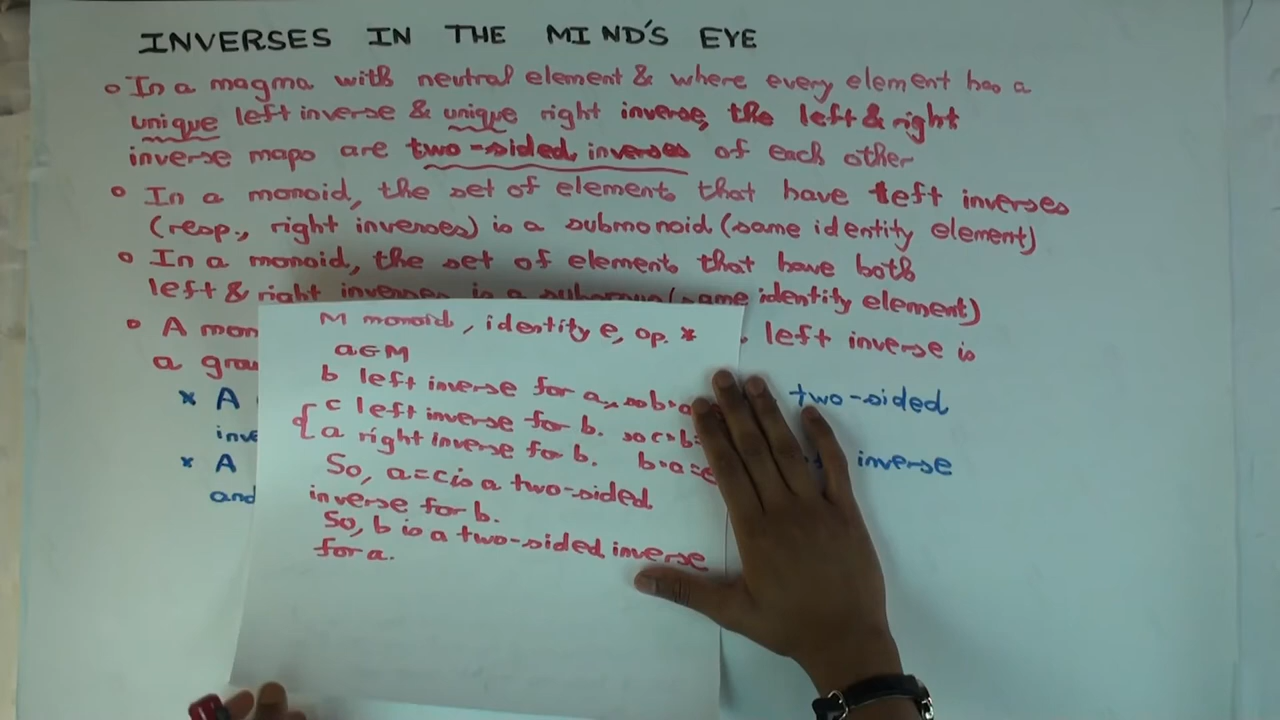 INVERSES IN THE MIND'S EYE
In a magma with neutral element & where every element has a
unique left inverse & unique right inverse, the left & right
inverse maps are two-sided inverses of each other
In a monoid, the set of elements that have left inverses
(resp., right inverses) is a submonoid (same identity element)
In a monoid, the set of elements that have both
left & right inverses is a subgroup (same identity element)
A mon left inverse is
a grou
* A two-sided
inve
* A inverse
and
M monoid, identity e, op. *
a∈M
b left inverse for a, so b*a
c left inverse for b. so c*b=
{ a right inverse for b. b*a=e
So, a=c is a two-sided
inverse for b.
So, b is a two-sided inverse
for a.